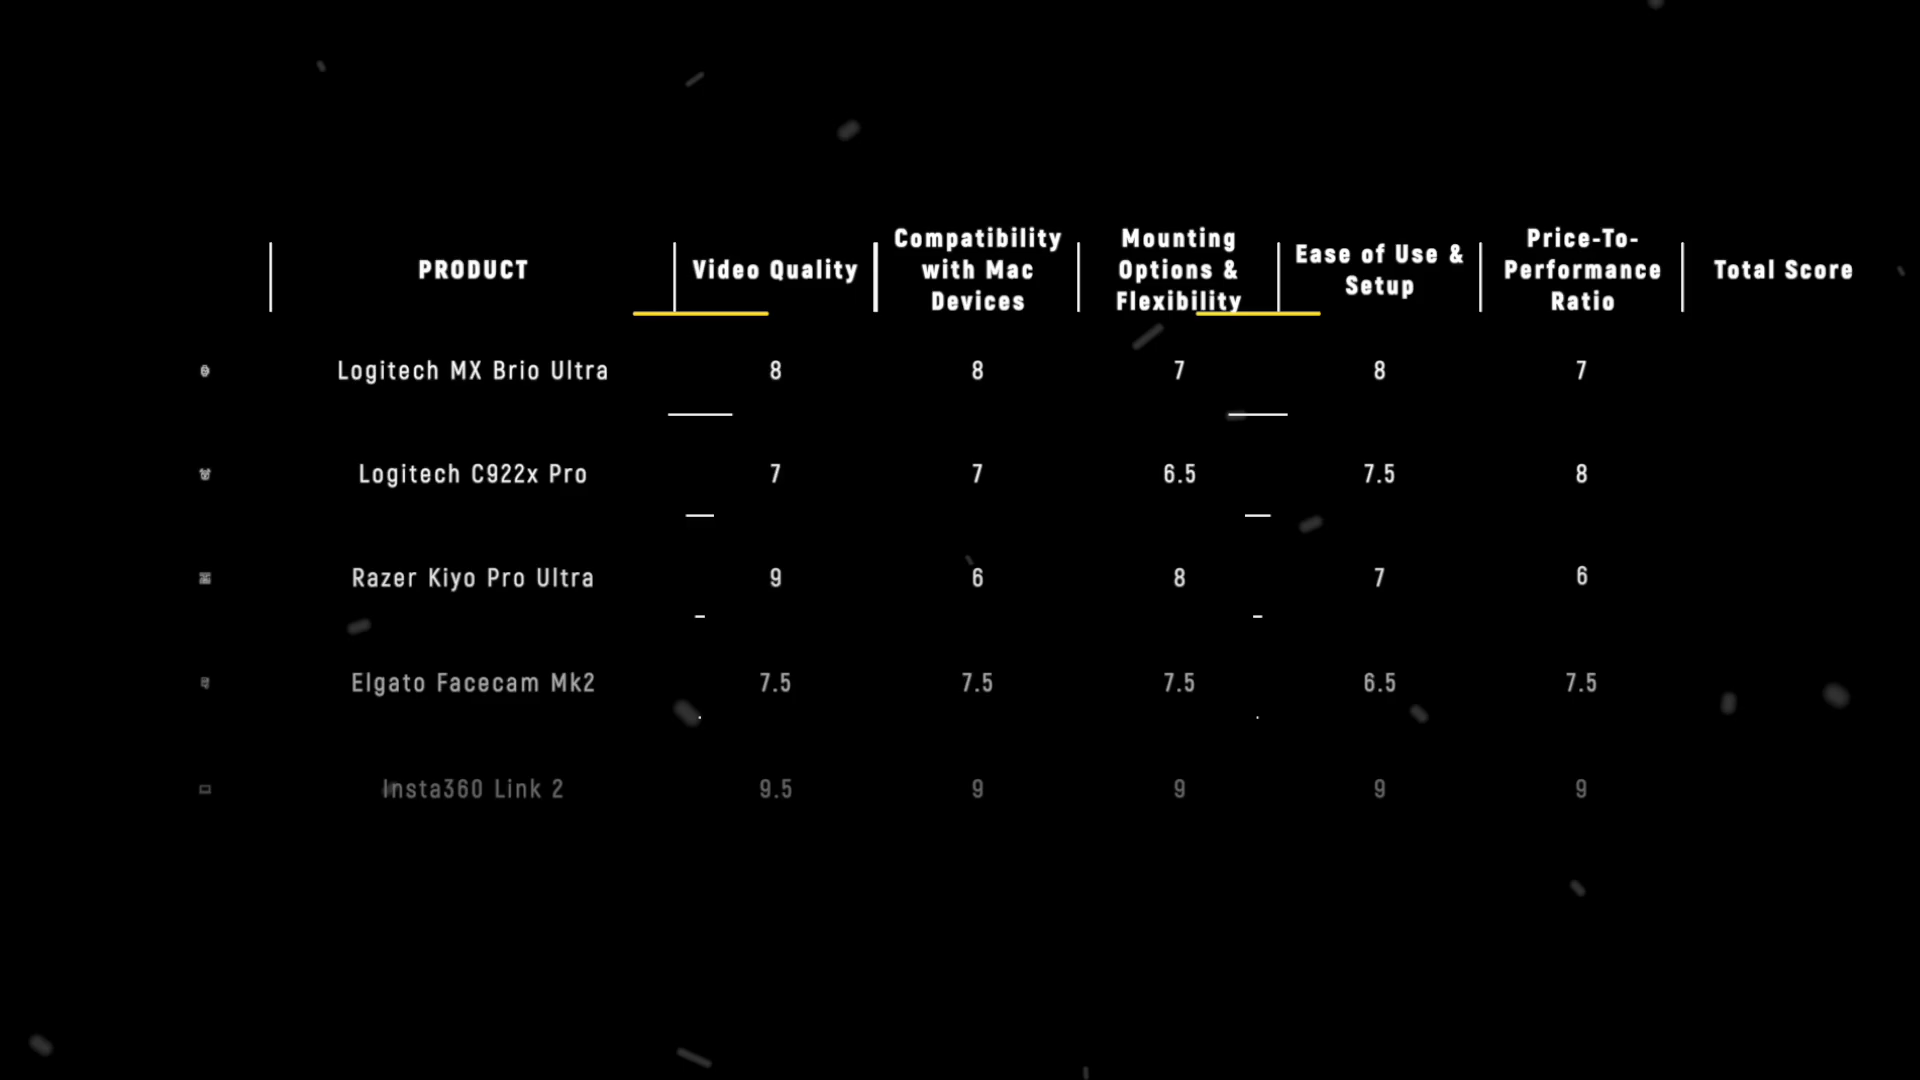 PRODUCT
Video Quality
Compatibility
with Mac
Devices
Mounting
Options &
Flexibility
Ease of Use &
Setup
Price-To-
Performance
Ratio
Total Score
Logitech MX Brio Ultra 8 8 7 8 7
Logitech C922x Pro 7 7 6.5 7.5 8
Razer Kiyo Pro Ultra 9 6 8 7 6
Elgato Facecam Mk2 7.5 7.5 7.5 6.5 7.5
Insta360 Link 2 9.5 9 9 9 9